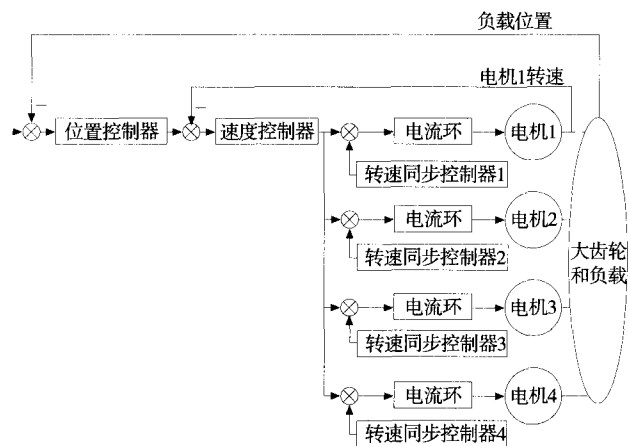 负载位置
电机1转速
位置控制器
速度控制器
电流环
电机1
转速同步控制器1
电流环
电机2
转速同步控制器2
大齿轮
和负载
电流环
电机3
转速同步控制器3
电流环
电机4
转速同步控制器4